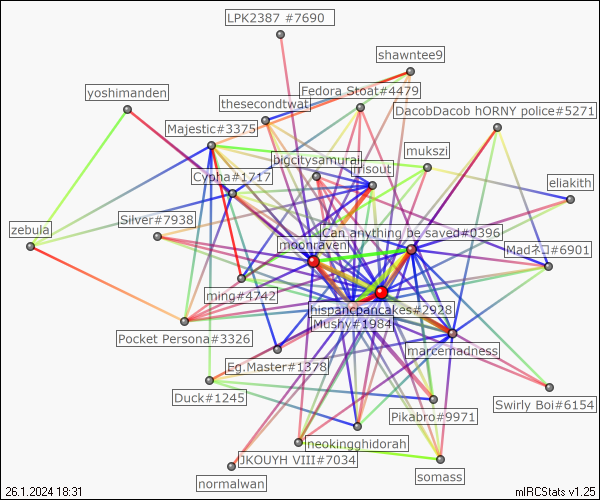 LPK2387 #7690
shawntee9
Fedora Stoat#4479
yoshimanden
thesecondtwat
DacobDacob hORNY police#5271
Majestic#3375
mukszi
bigcitysamurai
misout
Cypha#1717
eliakith
Silver#7938
zebula
Can anything be saved#0396
moonraven
Madネコ#6901
ming#4742
hispancpancakes#2928
Mushy#1984
Pocket Persona#3326
marcemadness
Eg.Master#1378
Duck#1245
Swirly Boi#6154
Pikabro#9971
neokingghidorah
JKOUYH VIII#7034
somass
normalwan
26.1.2024 18:31
mIRCStats v1.25